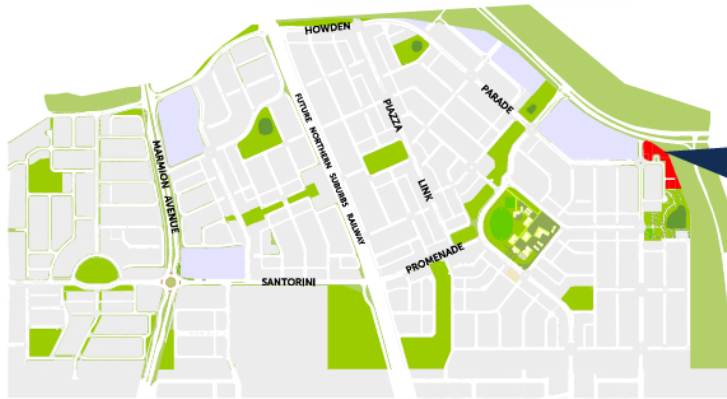 HOWDEN
PARADE
PIAZZA
LINK
FUTURE NORTHERN SUBURBS RAILWAY
MARMION AVENUE
PROMENADE
SANTORINI